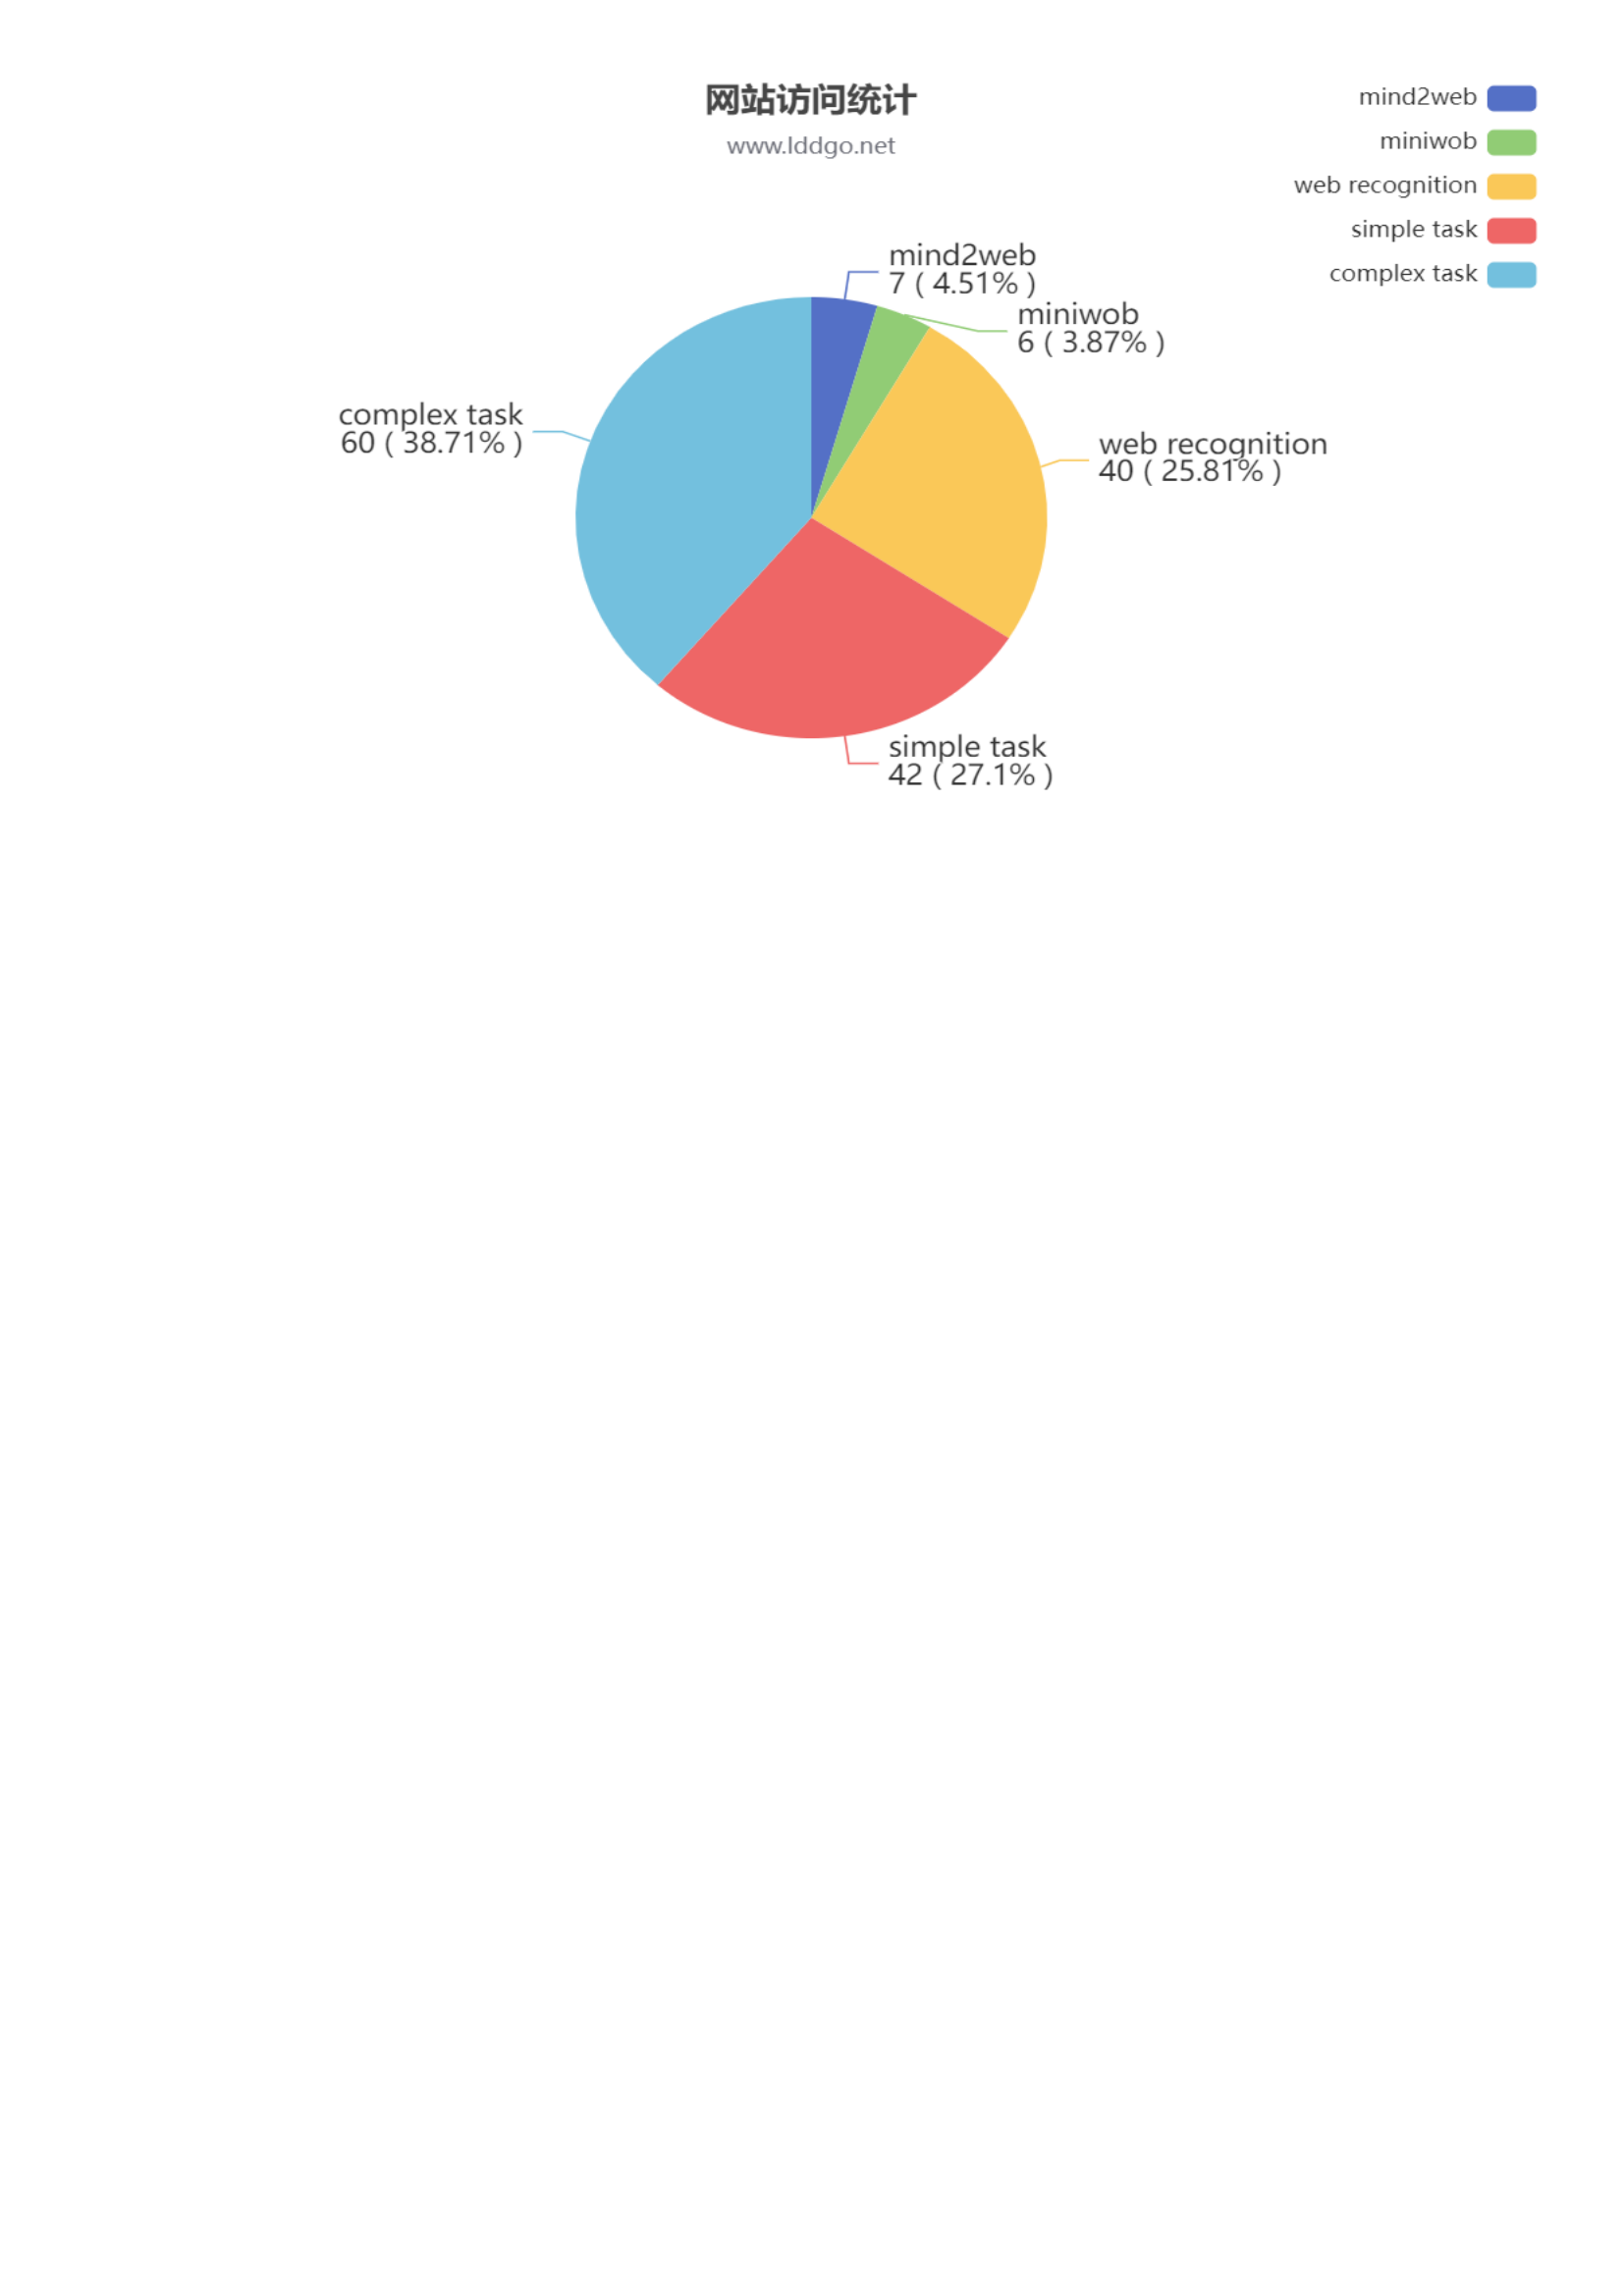 网站访问统计
www.lddgo.net
mind2web
miniwob
web recognition
simple task
complex task
mind2web
7 ( 4.51% )
miniwob
6 ( 3.87% )
complex task
60 ( 38.71% )
web recognition
40 ( 25.81% )
simple task
42 ( 27.1% )